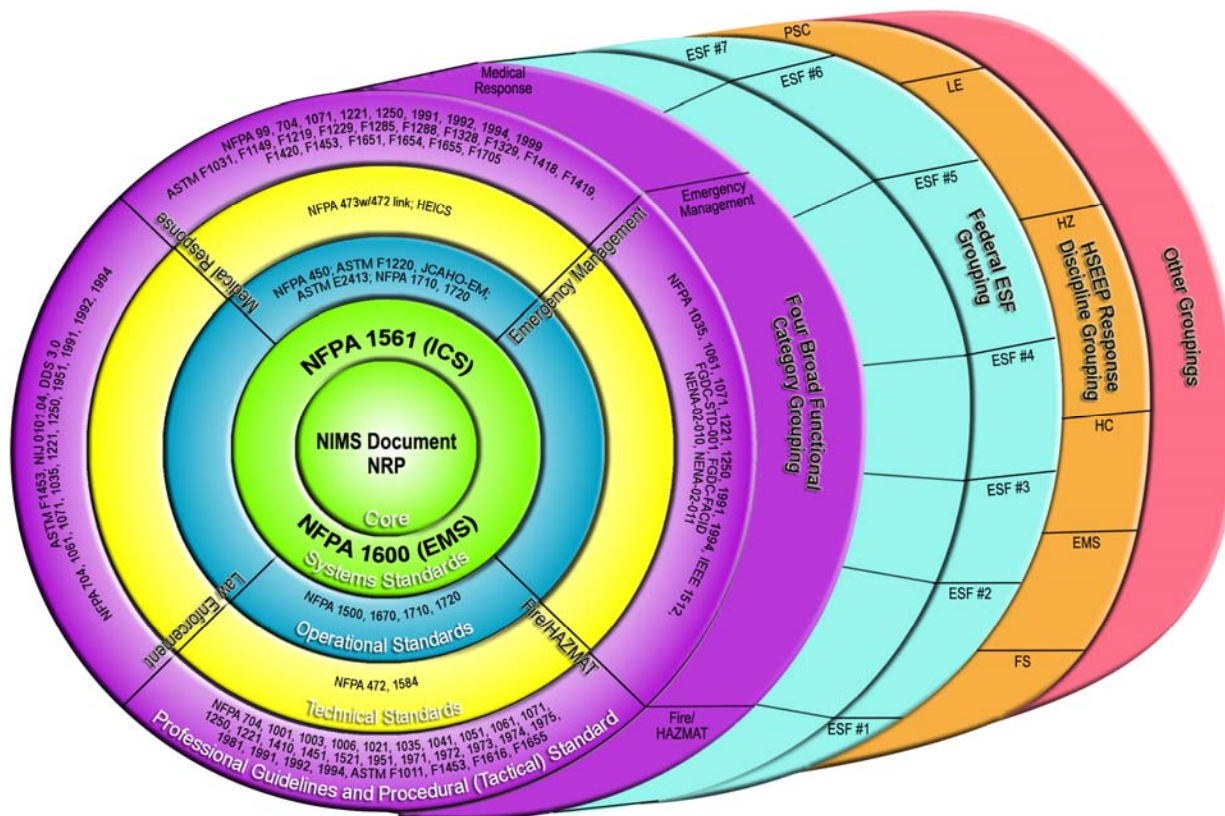 NFPA 99, 704, 1071, 1221, 1250, 1991, 1992, 1994, 1999
ASTM F1031, F1149, F1219, F1229, F1285, F1288, F1328, F1329, F1418, F1419,
F1420, F1453, F1651, F1654, F1655, F1705
NFPA 473w/472 link; HEICS
NFPA 450; ASTM F1220, JCAHO-EM;
ASTM E2413; NFPA 1710, 1720
Medical Response
Emergency Management
NFPA 1561 (ICS)
NIMS Document
NRP
Core
NFPA 1600 (EMS)
Systems Standards
NFPA 1500, 1670, 1710, 1720
Operational Standards
NFPA 472, 1584
Technical Standards
NFPA 704, 1001, 1003, 1006, 1021, 1035, 1041, 1051, 1061, 1071,
1250, 1221, 1410, 1451, 1521, 1951, 1971, 1972, 1973, 1974, 1975,
1981, 1991, 1992, 1994, ASTM F1011, F1453, F1616, F1655
Professional Guidelines and Procedural (Tactical) Standard
Law Enforcement
Fire/HAZMAT
ASTM F1453, NIJ 0101.04, DDS 3.0
NFPA 704, 1061, 1071, 1035, 1221, 1250, 1951, 1991, 1992, 1994
NFPA 1035, 1061, 1071, 1221, 1250, 1991, 1994, IEEE 1512,
FGDC-STD-001, FGDC-FACID
NENA-02-010, NENA-02-011
Medical
Response
Emergency
Management
Four Broad Functional
Category Grouping
Fire/
HAZMAT
ESF #7
ESF #6
ESF #5
Federal ESF
Grouping
ESF #4
ESF #3
ESF #2
ESF #1
PSC
LE
HZ
HSEEP Response
Discipline Grouping
HC
EMS
FS
Other Groupings